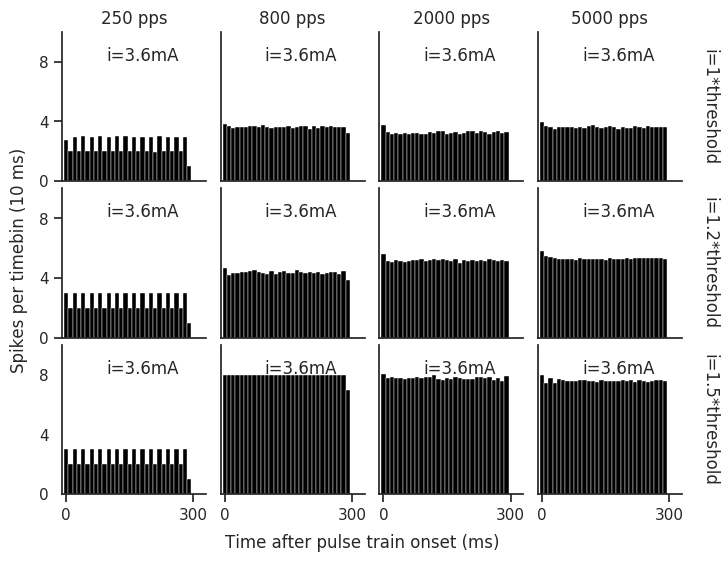 250 pps 800 pps 2000 pps 5000 pps
8 i=3.6mA i=3.6mA i=3.6mA i=3.6mA i=1*threshold
4
0
8 i=3.6mA i=3.6mA i=3.6mA i=3.6mA i=1.2*threshold
4
0
8 i=3.6mA i=3.6mA i=3.6mA i=3.6mA i=1.5*threshold
4
0
Spikes per timebin (10 ms)
0 300 0 300 0 300 0 300
Time after pulse train onset (ms)